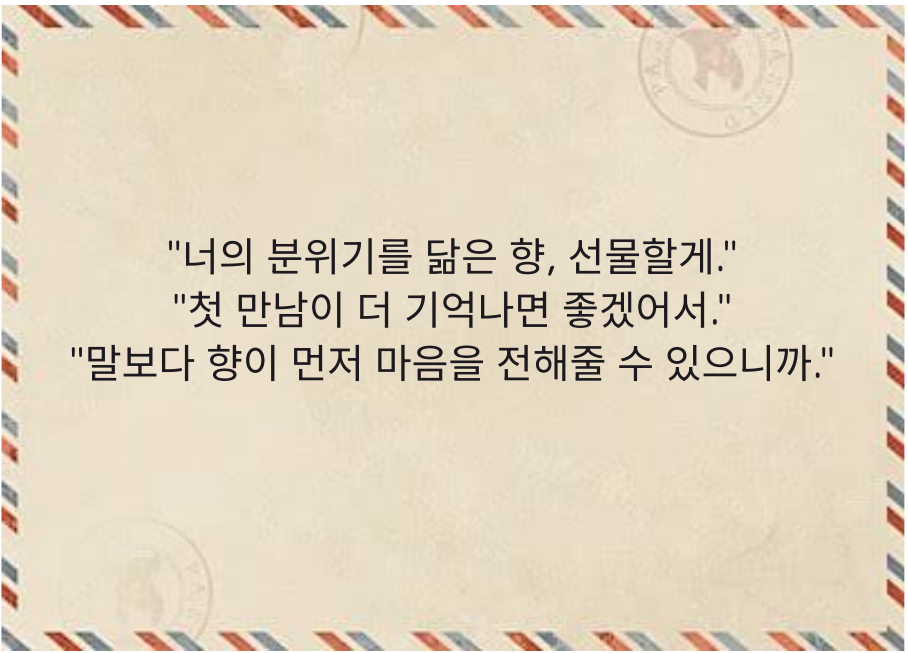 "너의 분위기를 닮은 향, 선물할게."
"첫 만남이 더 기억나면 좋겠어서."
"말보다 향이 먼저 마음을 전해줄 수 있으니까."